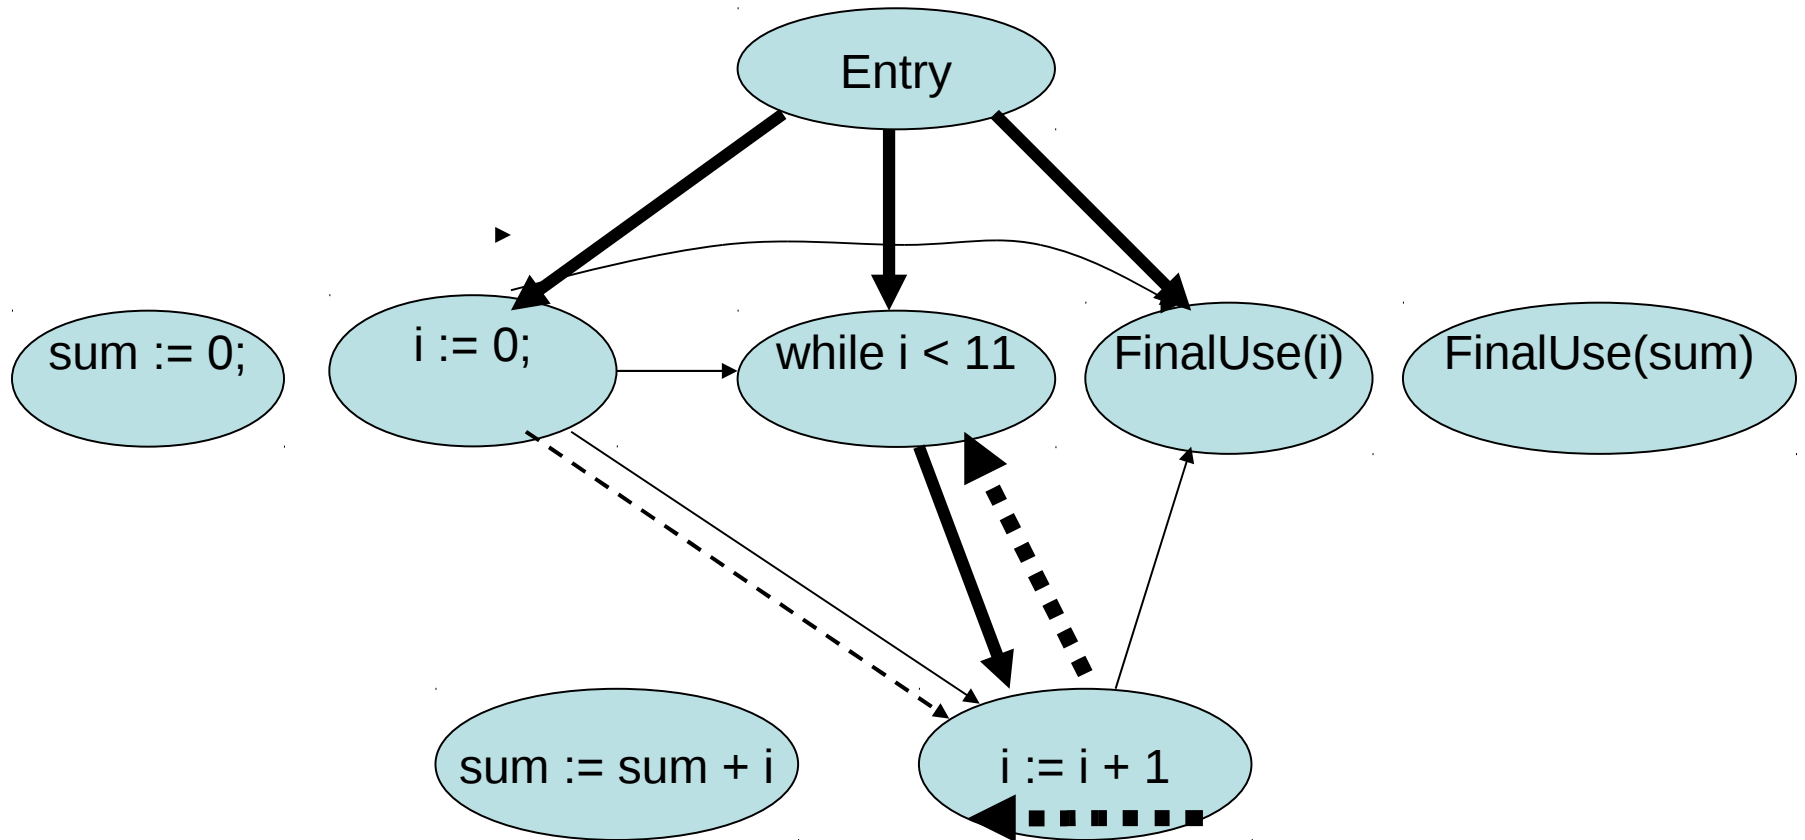 Entry
sum := 0;
i := 0;
while i < 11
FinalUse(i)
FinalUse(sum)
sum := sum + i
i := i + 1